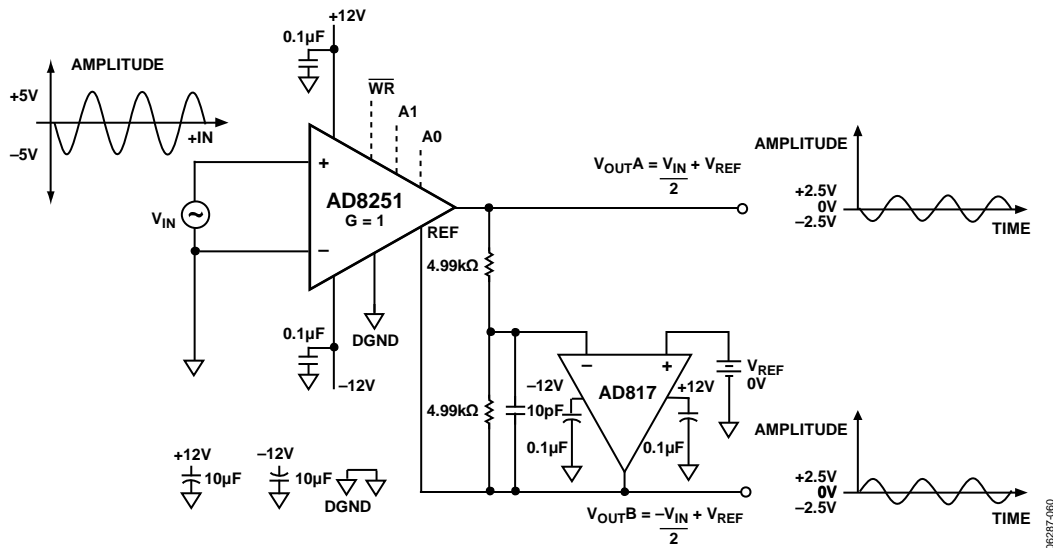 +12V
0.1µF
AMPLITUDE
+5V
–5V
+IN
WR
A1
A0
+
AD8251
G = 1
–
REF
VIN
~
DGND
0.1µF
–12V
4.99kΩ
4.99kΩ
VOUTA = VIN + VREF
2
AMPLITUDE
+2.5V
0V
–2.5V
TIME
–
+
AD817
–12V
10pF
0.1µF
+12V
0.1µF
VREF
0V
VOUTB = –VIN + VREF
2
AMPLITUDE
+2.5V
0V
–2.5V
TIME
+12V
10µF
–12V
10µF
DGND
06287-060